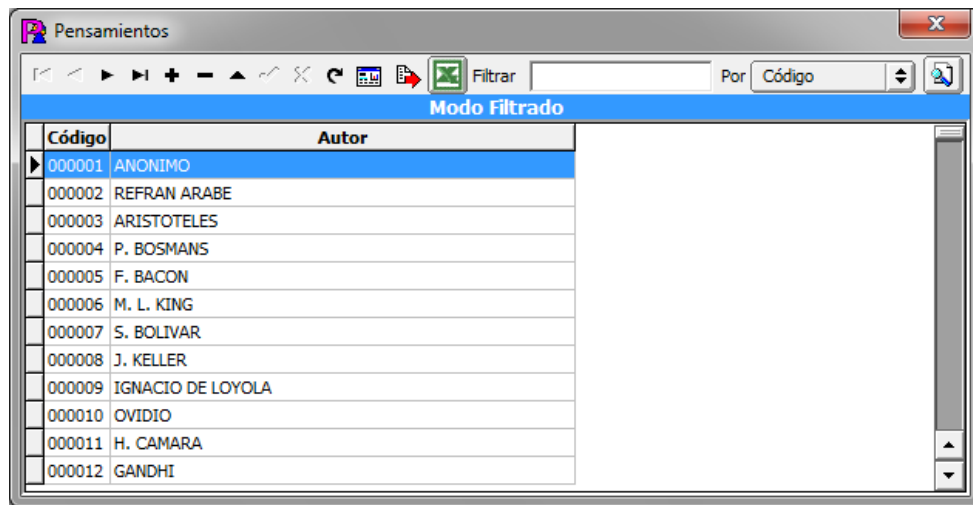 Pensamientos
Filtrar Por Código
Modo Filtrado
Código Autor
000001 ANONIMO
000002 REFRAN ARABE
000003 ARISTOTELES
000004 P. BOSMANS
000005 F. BACON
000006 M. L. KING
000007 S. BOLIVAR
000008 J. KELLER
000009 IGNACIO DE LOYOLA
000010 OVIDIO
000011 H. CAMARA
000012 GANDHI